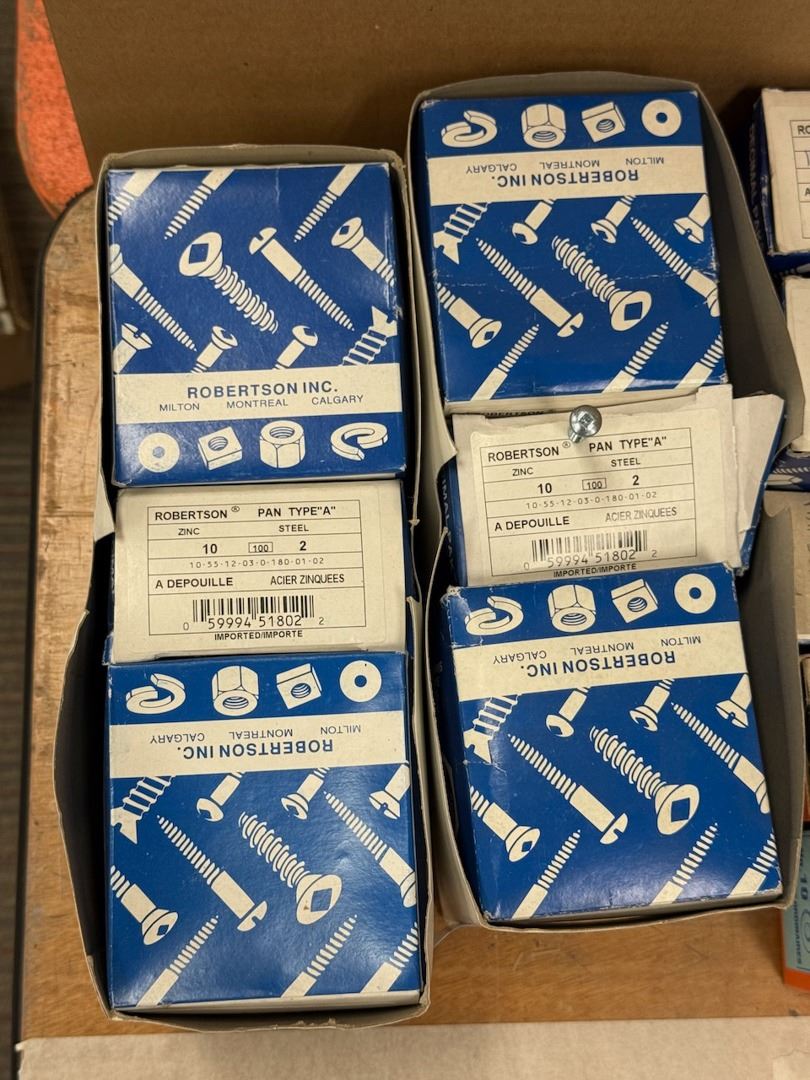 ROBERTSON INC.
MILTON MONTREAL CALGARY
ROBERTSON® PAN TYPE"A"
ZINC STEEL
10 100 2
10-55-12-03-0-180-01-02
A DEPOUILLE ACIER ZINQUEES
0 59994 51802 2
IMPORTED/IMPORTE
ROBERTSON INC.
MILTON MONTREAL CALGARY
ROBERTSON INC.
MILTON MONTREAL CALGARY
ROBERTSON® PAN TYPE"A"
ZINC STEEL
10 100 2
10-55-12-03-0-180-01-02
A DEPOUILLE ACIER ZINQUEES
0 59994 51802 2
IMPORTED/IMPORTE
ROBERTSON INC.
MILTON MONTREAL CALGARY